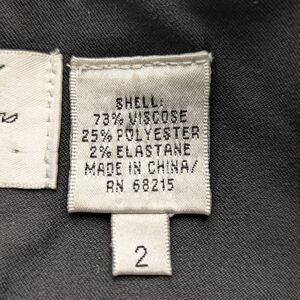 SHELL:
73% VISCOSE
25% POLYESTER
2% ELASTANE
MADE IN CHINA/
RN 68215
2